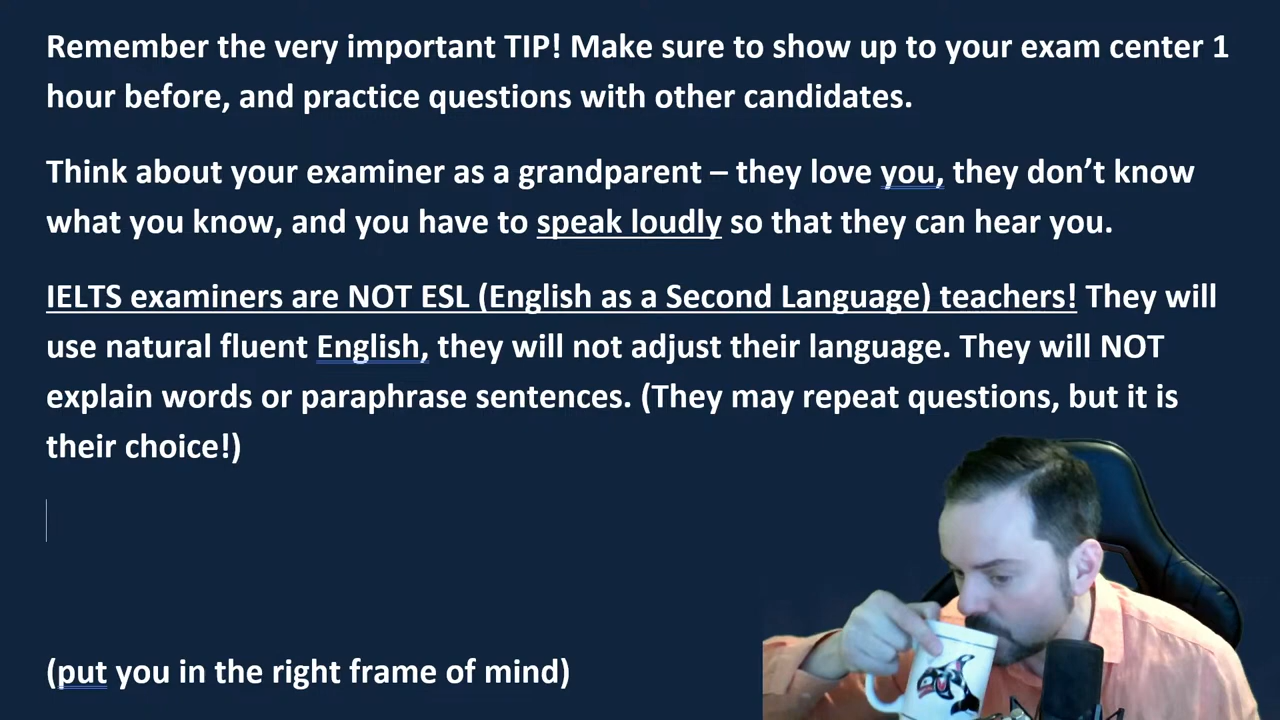 Remember the very important TIP! Make sure to show up to your exam center 1
hour before, and practice questions with other candidates.
Think about your examiner as a grandparent – they love you, they don’t know
what you know, and you have to speak loudly so that they can hear you.
IELTS examiners are NOT ESL (English as a Second Language) teachers! They will
use natural fluent English, they will not adjust their language. They will NOT
explain words or paraphrase sentences. (They may repeat questions, but it is
their choice!)
(put you in the right frame of mind)